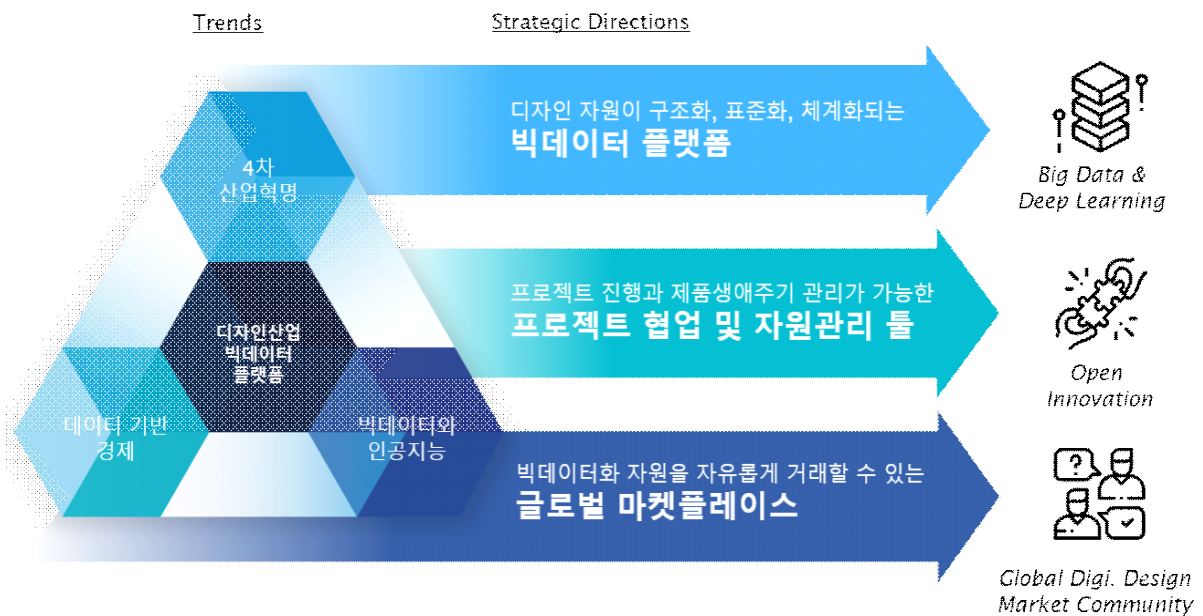 Trends
Strategic Directions
4차
산업혁명
디자인산업
빅데이터
플랫폼
데이터 기반
경제
빅데이터와
인공지능
디자인 자원이 구조화, 표준화, 체계화되는
빅데이터 플랫폼
Big Data &
Deep Learning
프로젝트 진행과 제품생애주기 관리가 가능한
프로젝트 협업 및 자원관리 툴
Open
Innovation
빅데이터화 자원을 자유롭게 거래할 수 있는
글로벌 마켓플레이스
Global Digi. Design
Market Community